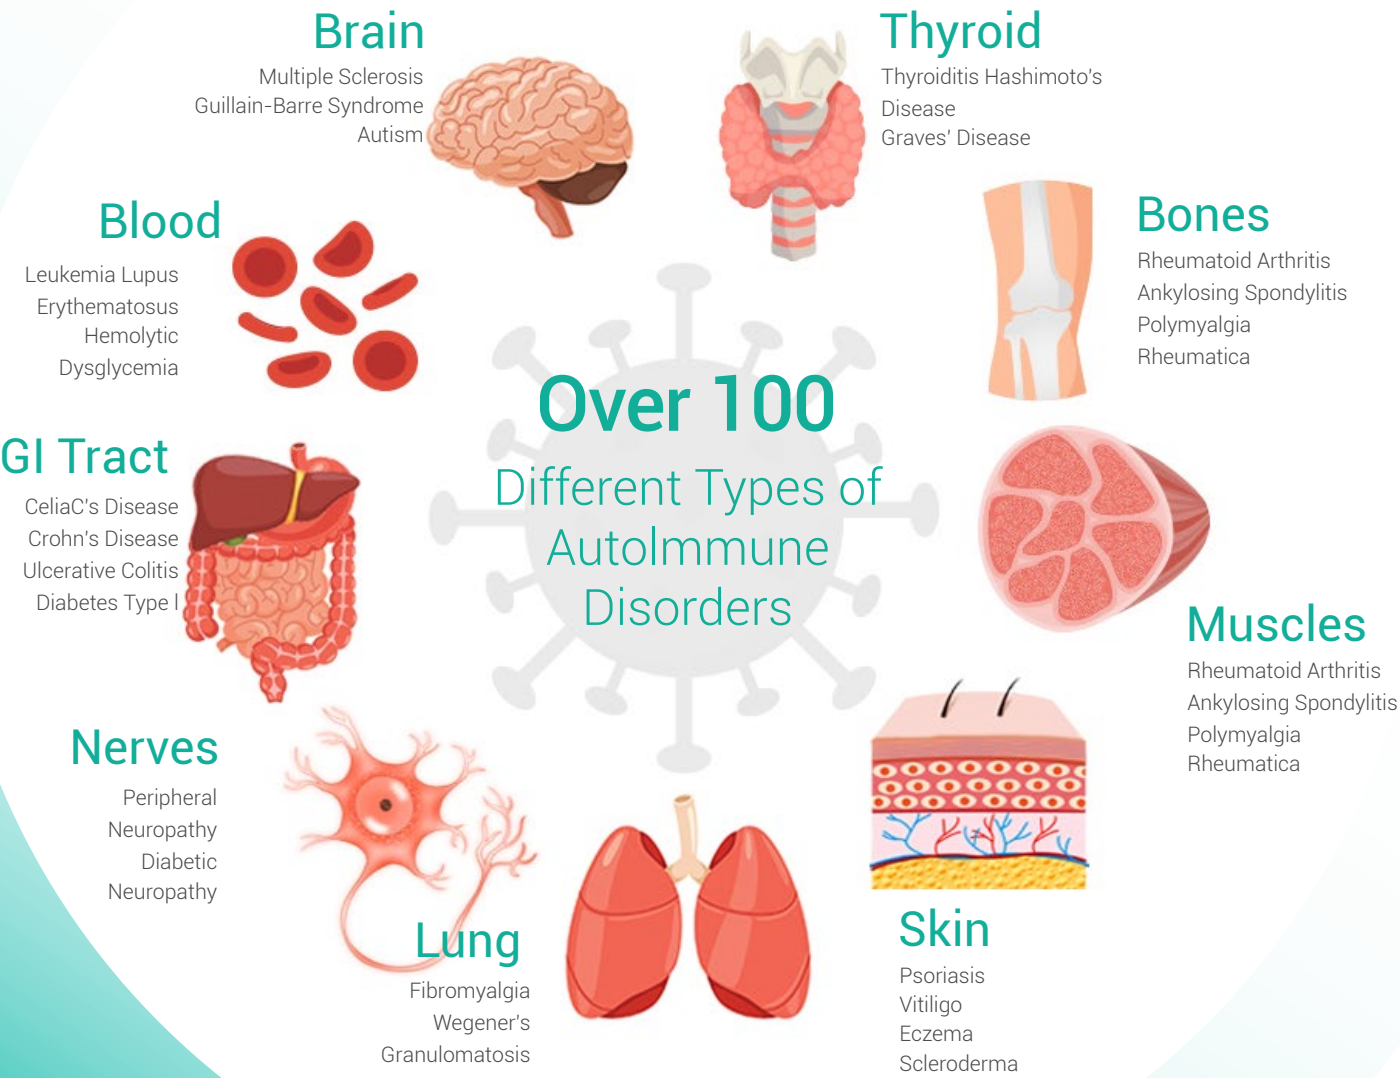 Brain
Multiple Sclerosis
Guillain-Barre Syndrome
Autism
Thyroid
Thyroiditis Hashimoto's
Disease
Graves' Disease
Blood
Leukemia Lupus
Erythematosus
Hemolytic
Dysglycemia
Bones
Rheumatoid Arthritis
Ankylosing Spondylitis
Polymyalgia
Rheumatica
Over 100
Different Types of
AutoImmune
Disorders
GI Tract
CeliaC's Disease
Crohn's Disease
Ulcerative Colitis
Diabetes Type l
Muscles
Rheumatoid Arthritis
Ankylosing Spondylitis
Polymyalgia
Rheumatica
Nerves
Peripheral
Neuropathy
Diabetic
Neuropathy
Lung
Fibromyalgia
Wegener's
Granulomatosis
Skin
Psoriasis
Vitiligo
Eczema
Scleroderma